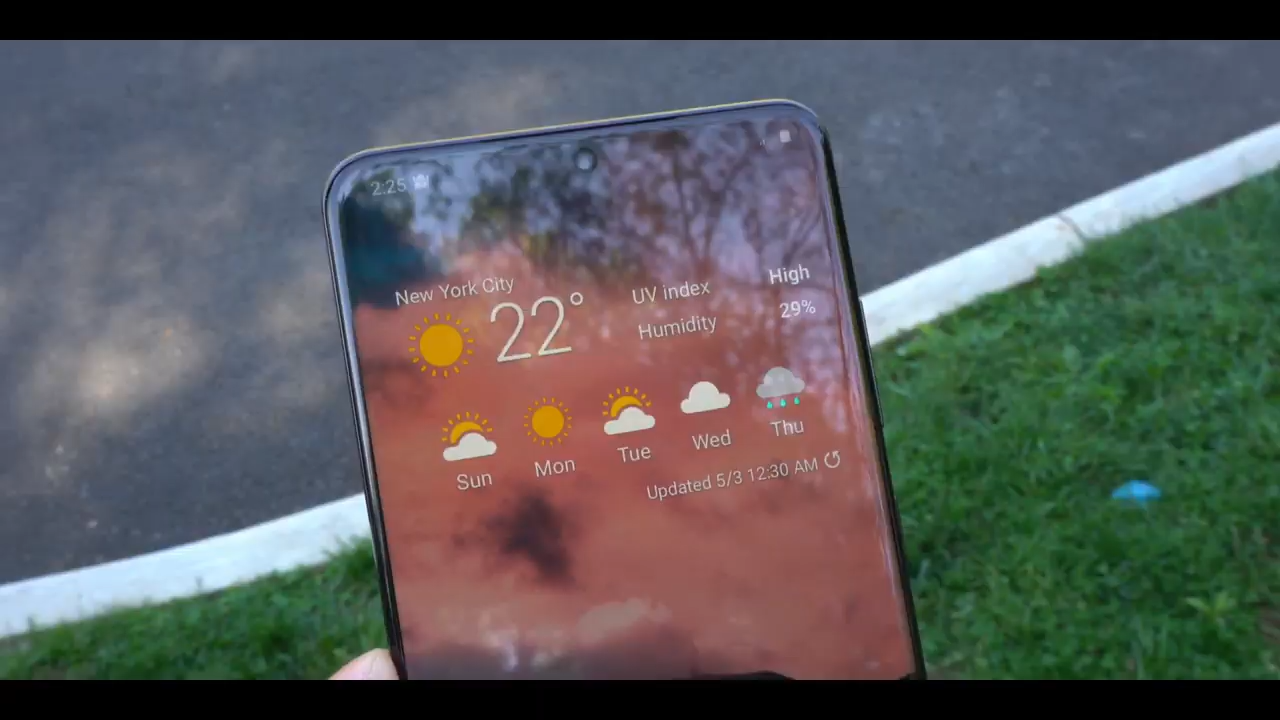 2:25
New York City
22°
UV index High
Humidity 29%
Sun Mon Tue Wed Thu
Updated 5/3 12:30 AM